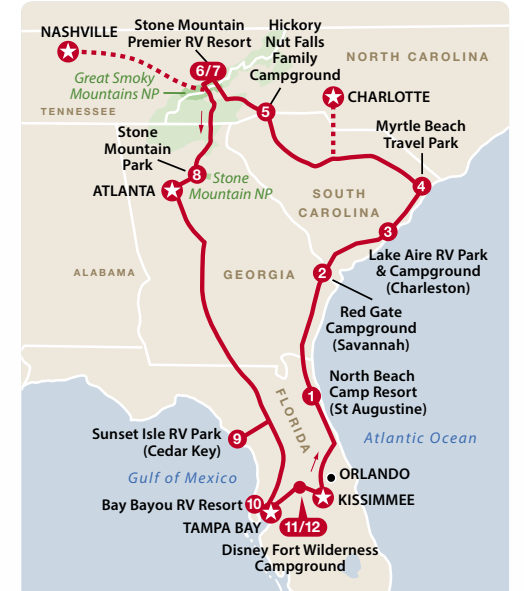 NASHVILLE
Stone Mountain
Premier RV Resort
Hickory
Nut Falls
Family
Campground
NORTH CAROLINA
6/7
Great Smoky
Mountains NP
CHARLOTTE
TENNESSEE
5
Myrtle Beach
Travel Park
Stone
Mountain
Park
8
Stone
Mountain NP
4
ATLANTA
SOUTH
CAROLINA
3
Lake Aire RV Park
& Campground
(Charleston)
ALABAMA
GEORGIA
2
Red Gate
Campground
(Savannah)
North Beach
Camp Resort
(St Augustine)
1
FLORIDA
Sunset Isle RV Park
(Cedar Key)
9
Atlantic Ocean
Gulf of Mexico
ORLANDO
KISSIMMEE
Bay Bayou RV Resort
10
TAMPA BAY
11/12
Disney Fort Wilderness
Campground